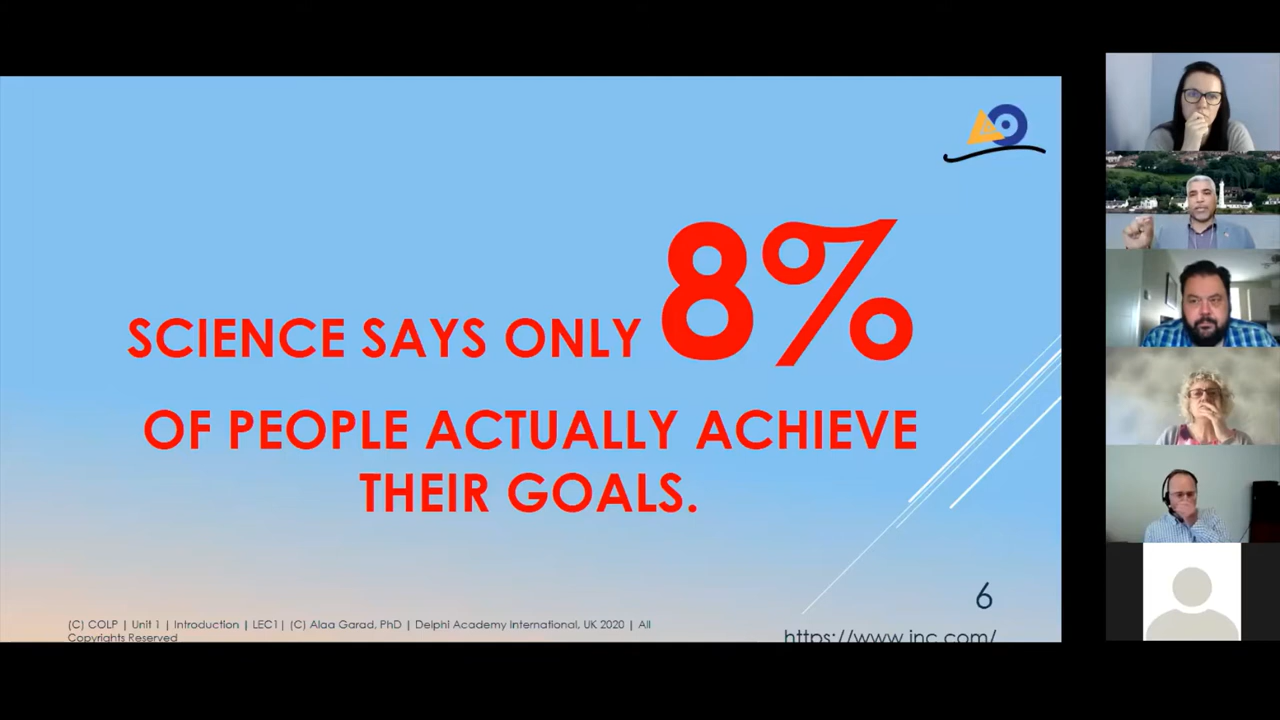 SCIENCE SAYS ONLY 8%
OF PEOPLE ACTUALLY ACHIEVE
THEIR GOALS.
6
(C) COLP | Unit 1 | Introduction | LEC1| (C) Alaa Garad, PhD | Delphi Academy International, UK 2020 | All
Copyrights Reserved
https://www.inc.com/